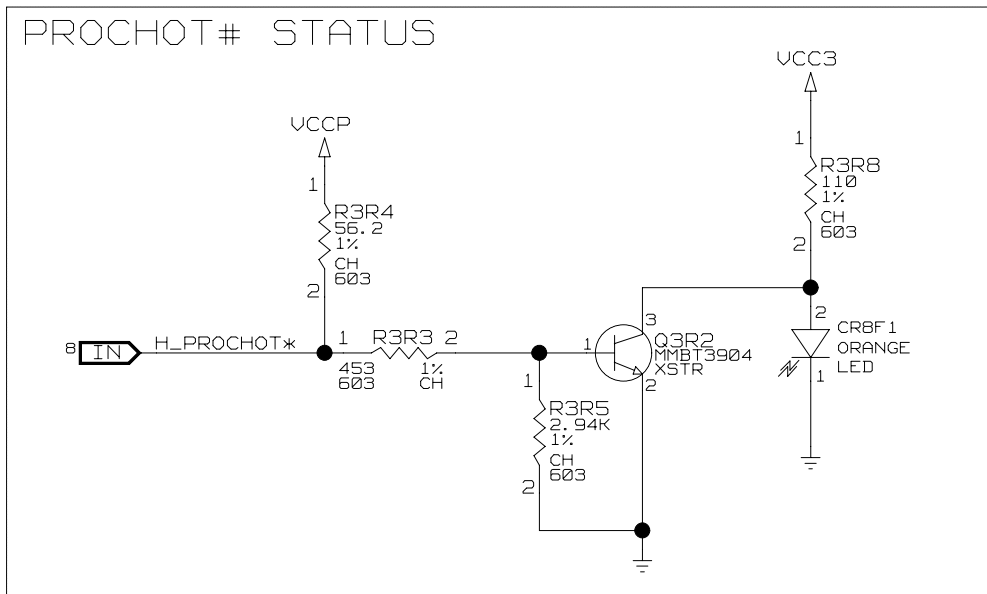 PROCHOT# STATUS
VCC3
1
R3R8
110
1%
CH
603
2
VCCP
1
R3R4
56.2
1%
CH
603
2
8 IN H_PROCHOT*
1 R3R3 2
453 1%
603 CH
1
R3R5
2.94K
1%
CH
603
2
3
1
Q3R2
MMBT3904
XSTR
2
2
CR8F1
ORANGE
LED
1